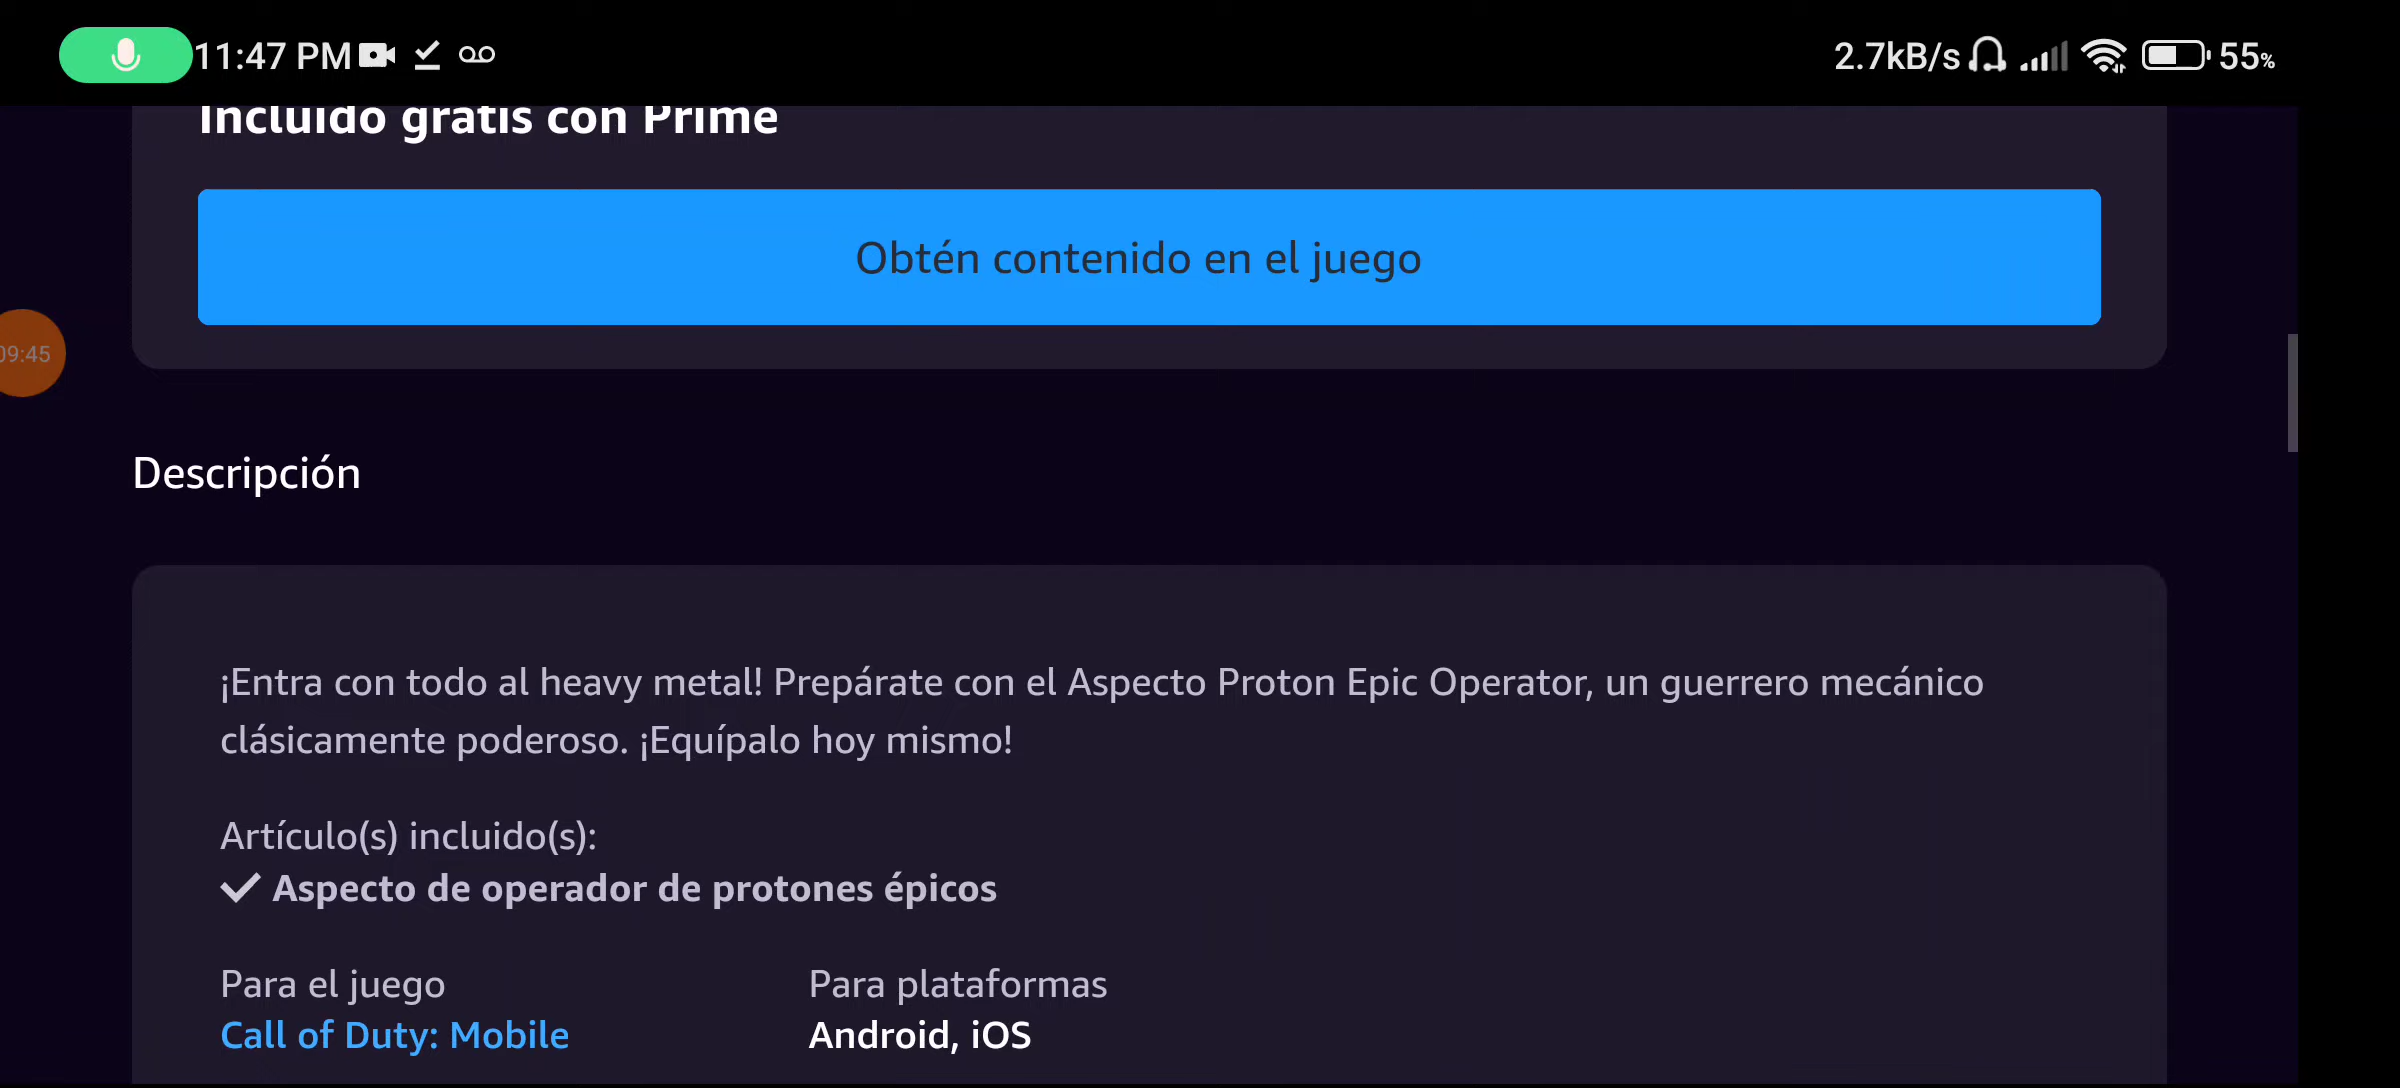 11:47 PM 2.7kB/s 55%
Incluido gratis con Prime
Obtén contenido en el juego
09:45
Descripción
¡Entra con todo al heavy metal! Prepárate con el Aspecto Proton Epic Operator, un guerrero mecánico
clásicamente poderoso. ¡Equípalo hoy mismo!
Artículo(s) incluido(s):
Aspecto de operador de protones épicos
Para el juego Para plataformas
Call of Duty: Mobile Android, iOS